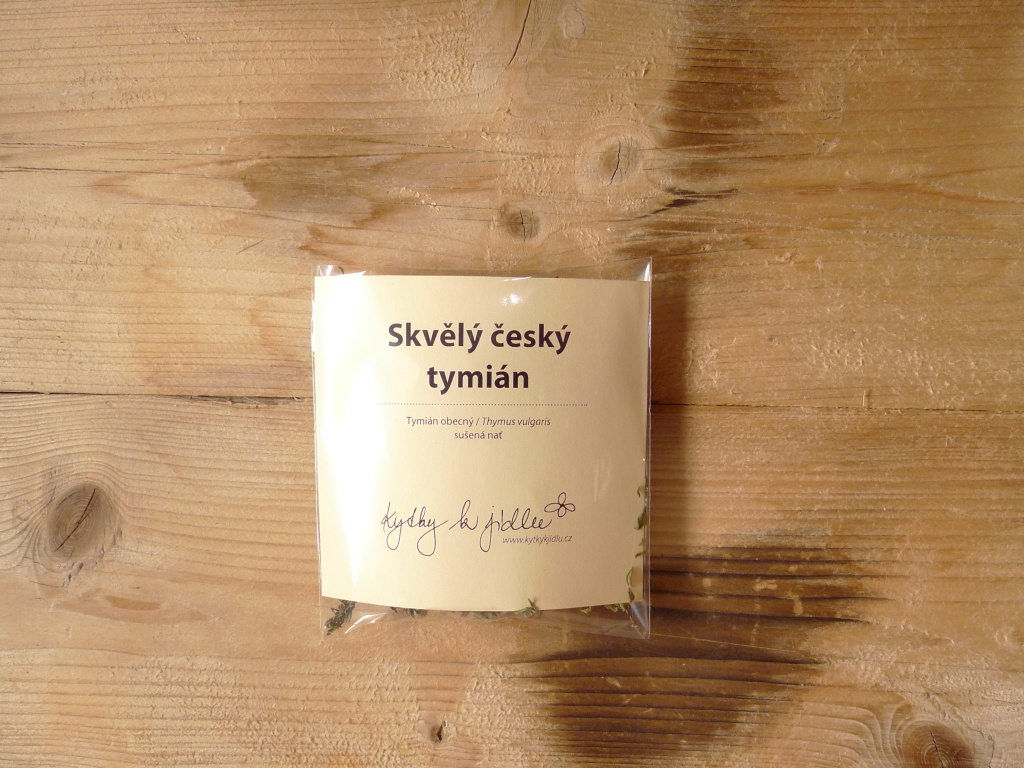 Skvělý český
tymián
Tymián obecný / Thymus vulgaris
sušená nať
kytky k jídlu
www.kytkykjidlu.cz